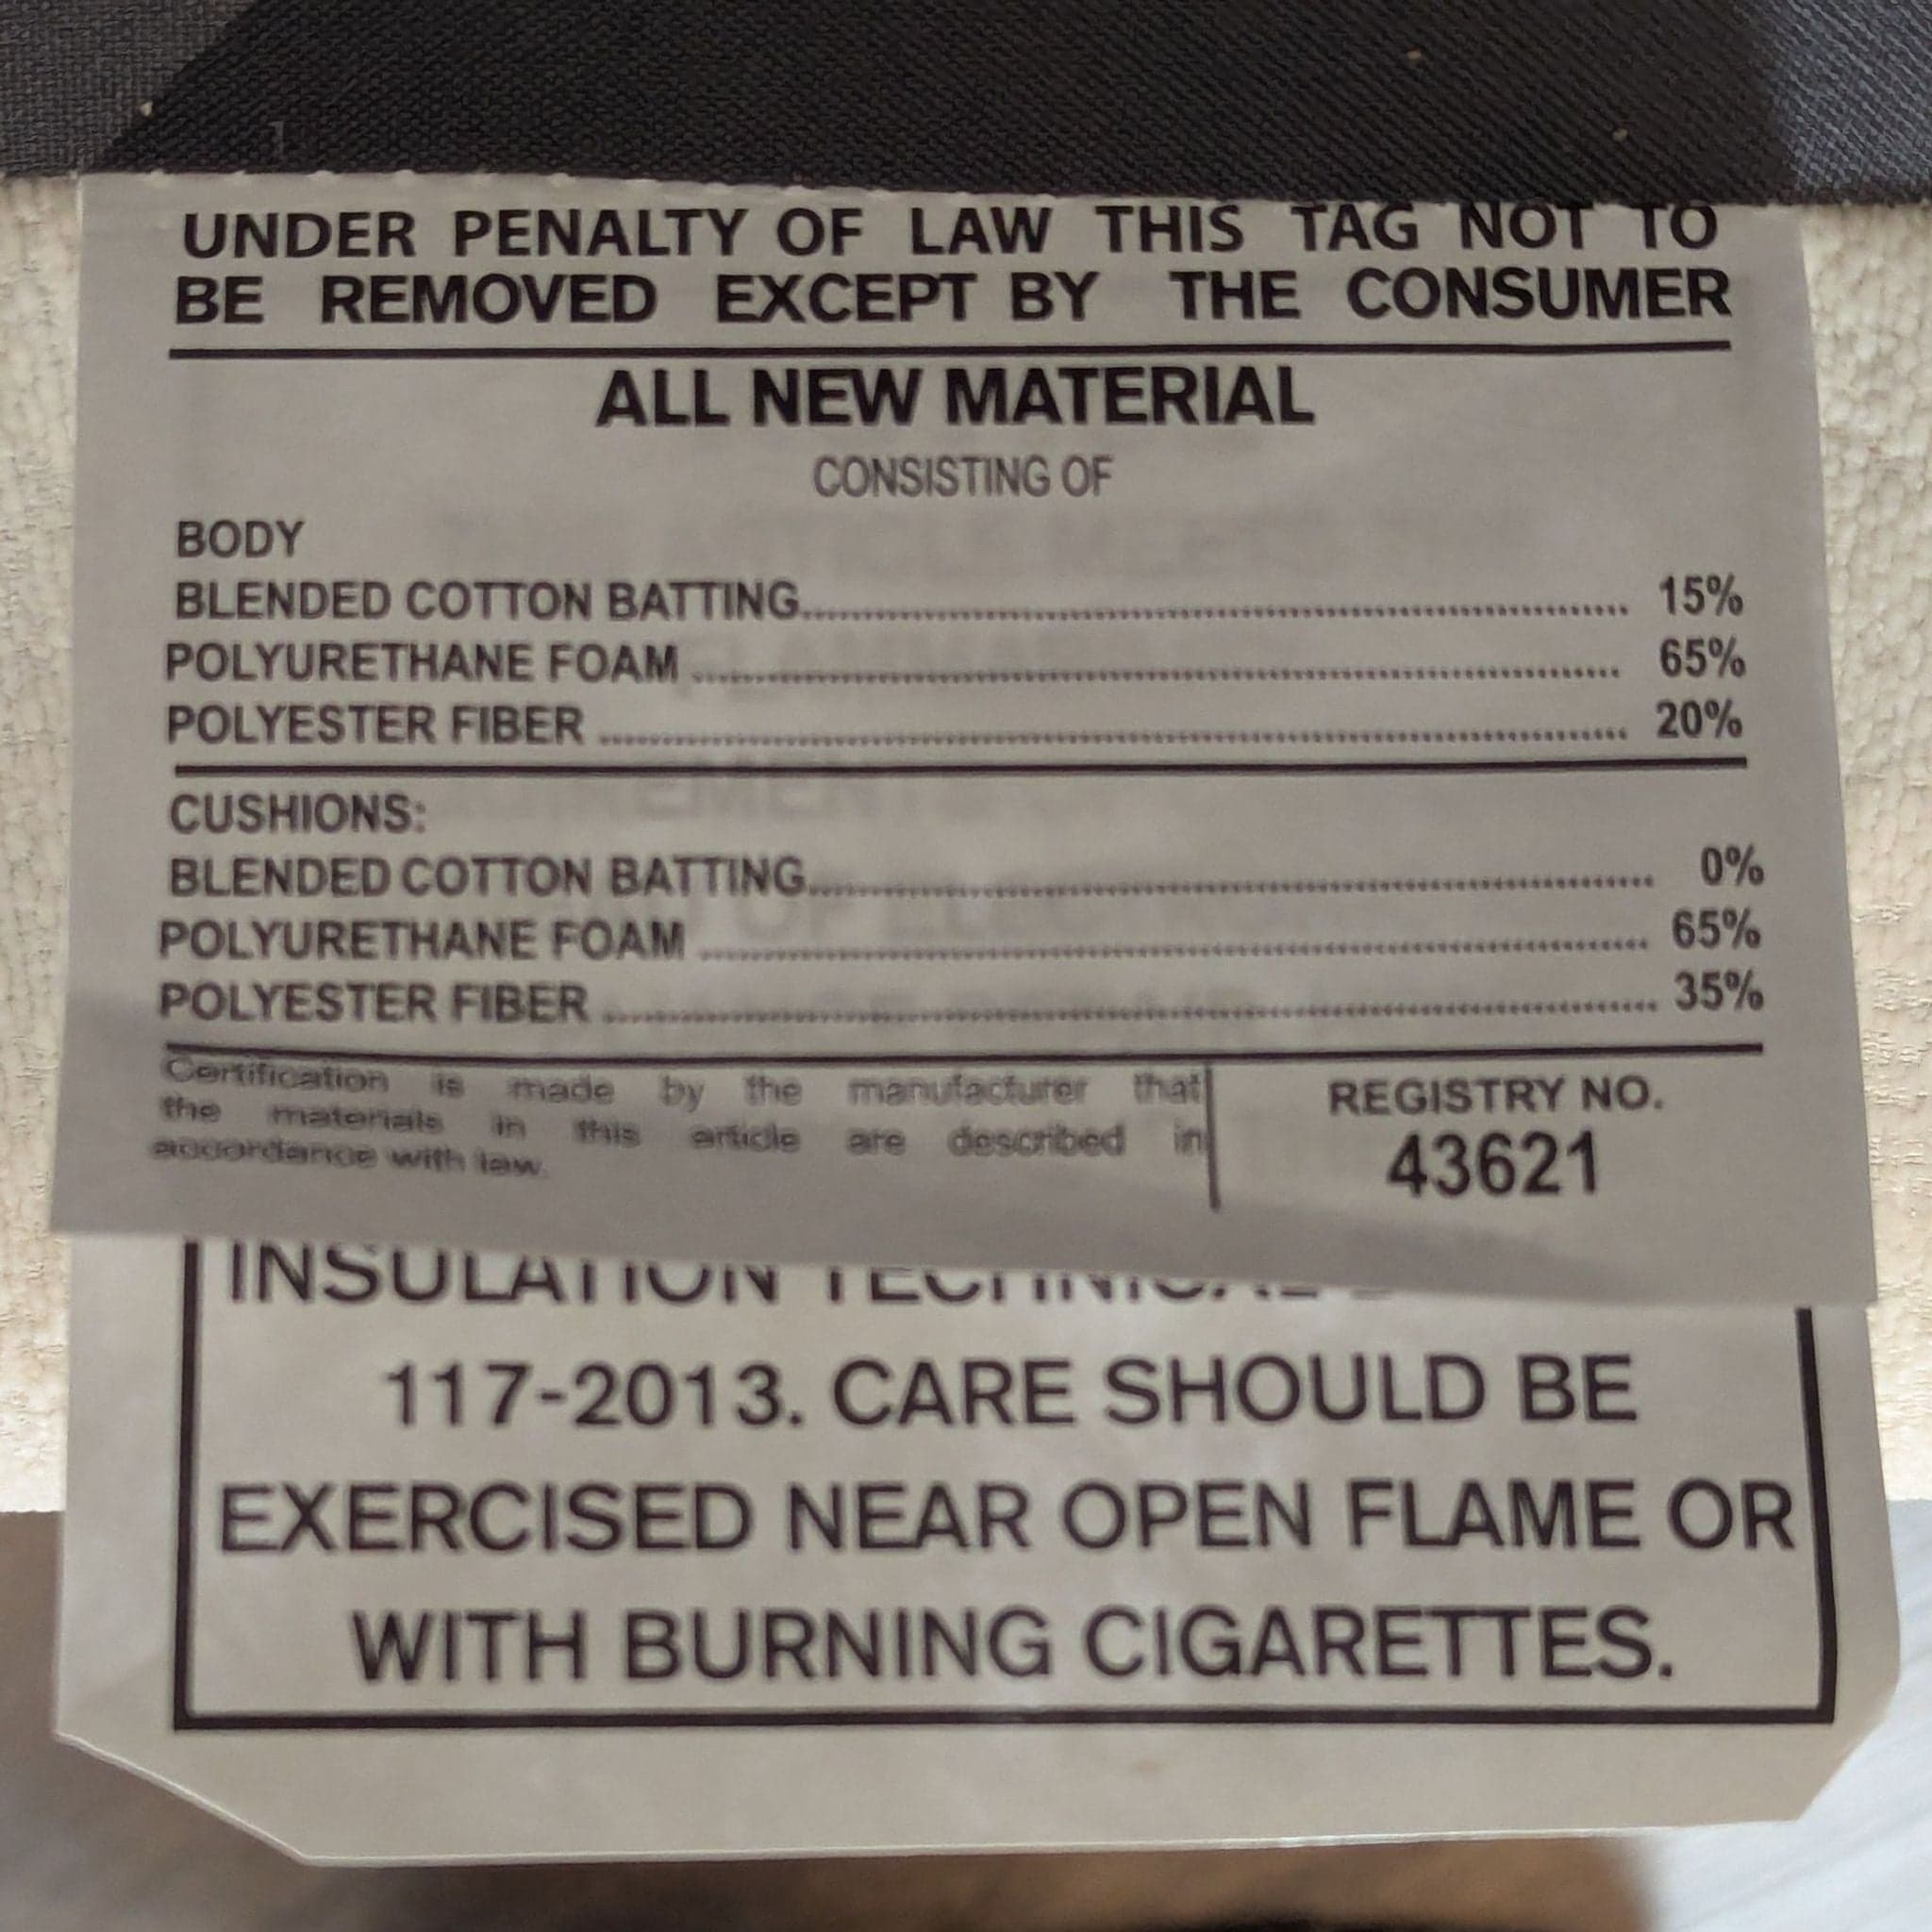 UNDER PENALTY OF LAW THIS TAG NOT TO
BE REMOVED EXCEPT BY THE CONSUMER
ALL NEW MATERIAL
CONSISTING OF
BODY
BLENDED COTTON BATTING........ 15%
POLYURETHANE FOAM ........ 65%
POLYESTER FIBER ........ 20%
CUSHIONS:
BLENDED COTTON BATTING........ 0%
POLYURETHANE FOAM ........ 65%
POLYESTER FIBER ........ 35%
Certification is made by the manufacturer that
the materials in this article are described in
accordance with law.
REGISTRY NO.
43621
INSULATION TECHNICAL
117-2013. CARE SHOULD BE
EXERCISED NEAR OPEN FLAME OR
WITH BURNING CIGARETTES.